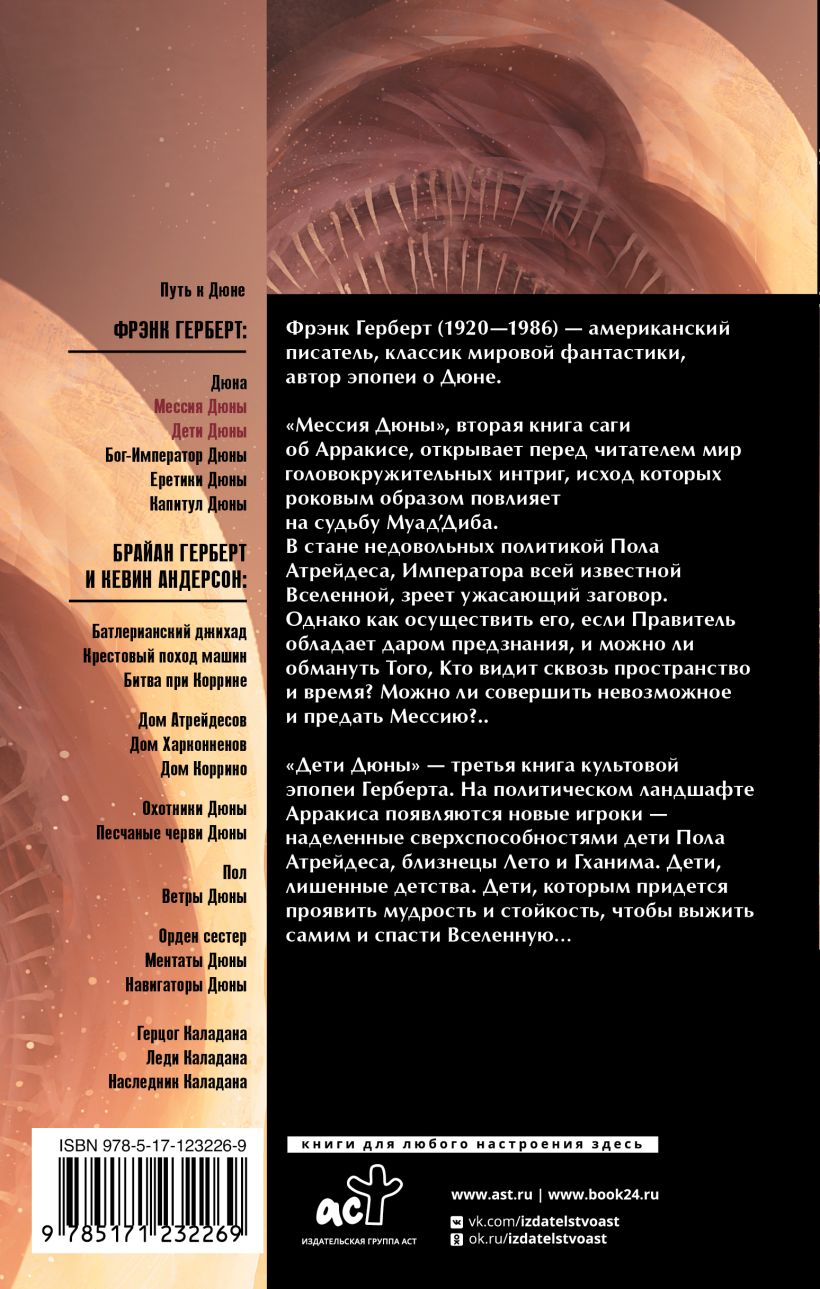 Путь к Дюне
ФРЭНК ГЕРБЕРТ:
Дюна
Мессия Дюны
Дети Дюны
Бог-Император Дюны
Еретики Дюны
Капитул Дюны
БРАЙАН ГЕРБЕРТ
И КЕВИН АНДЕРСОН:
Батлерианский джихад
Крестовый поход машин
Битва при Коррине
Дом Атрейдесов
Дом Харконненов
Дом Коррино
Охотники Дюны
Песчаные черви Дюны
Пол
Ветры Дюны
Орден сестер
Ментаты Дюны
Навигаторы Дюны
Герцог Каладана
Леди Каладана
Наследник Каладана
ISBN 978-5-17-123226-9
9 785171 232269
Фрэнк Герберт (1920—1986) — американский
писатель, классик мировой фантастики,
автор эпопеи о Дюне.
«Мессия Дюны», вторая книга саги
об Арракисе, открывает перед читателем мир
головокружительных интриг, исход которых
роковым образом повлияет
на судьбу Муад’Диба.
В стане недовольных политикой Пола
Атрейдеса, Императора всей известной
Вселенной, зреет ужасающий заговор.
Однако как осуществить его, если Правитель
обладает даром предзнания, и можно ли
обмануть Того, Кто видит сквозь пространство
и время? Можно ли совершить невозможное
и предать Мессию?..
«Дети Дюны» — третья книга культовой
эпопеи Герберта. На политическом ландшафте
Арракиса появляются новые игроки —
наделенные сверхспособностями дети Пола
Атрейдеса, близнецы Лето и Гханима. Дети,
лишенные детства. Дети, которым придется
проявить мудрость и стойкость, чтобы выжить
самим и спасти Вселенную...
книги для любого настроения здесь
аст
ИЗДАТЕЛЬСКАЯ ГРУППА АСТ
www.ast.ru | www.book24.ru
vk.com/izdatelstvoast
ok.ru/izdatelstvoast